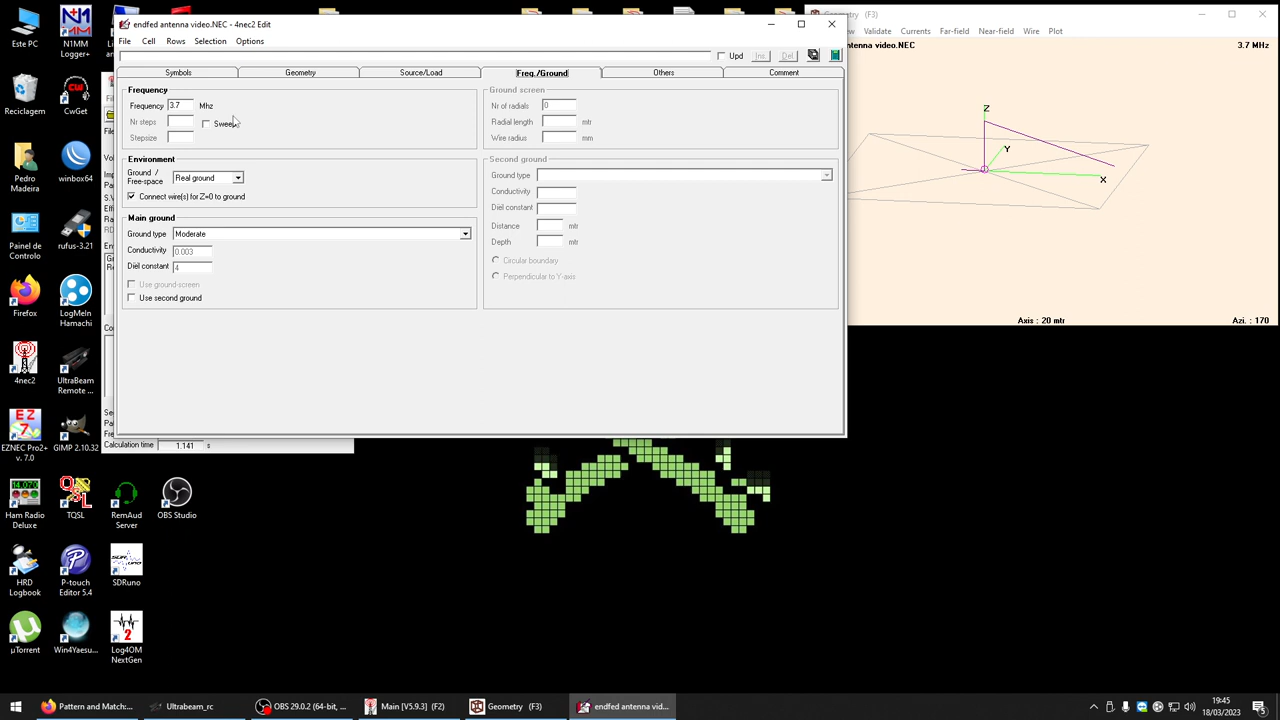 Este PC
N1MM Logger+
Reciclagem
CwGet
Pedro Madeira
winbox64
Painel de Controlo
rufus-3.21
Firefox
LogMeIn Hamachi
4nec2
UltraBeam Remote ...
EZNEC Pro2+ v. 7.0
GIMP 2.10.32
Ham Radio Deluxe
TQSL
RemAud Server
OBS Studio
HRD Logbook
P-touch Editor 5.4
SDRuno
µTorrent
Win4Yaesu...
Log4OM NextGen
endfed antenna video.NEC - 4nec2 Edit
File Cell Rows Selection Options
Upd Ins Del
Symbols Geometry Source/Load Freq./Ground Others Comment
Frequency
Frequency 3.7 Mhz
Nr steps
Sweep
Stepsize
Environment
Ground / Free-space Real ground
Connect wire(s) for Z=0 to ground
Main ground
Ground type Moderate
Conductivity 0.003
Diël constant 4
Use ground-screen
Use second ground
Ground screen
Nr of radials 0
Radial length mtr
Wire radius mm
Second ground
Ground type
Conductivity
Diël constant
Distance mtr
Depth mtr
Circular boundary
Perpendicular to Y-axis
Calculation time 1.141 s
(F3)
Validate Currents Far-field Near-field Wire Plot
antenna video.NEC 3.7 MHz
Z
Y
X
Axis : 20 mtr Azi. : 170
Pattern and Match:...
Ultrabeam_rc
OBS 29.0.2 (64-bit, ...
Main [V5.9.3] (F2)
Geometry (F3)
endfed antenna vid...
19:45
18/03/2023